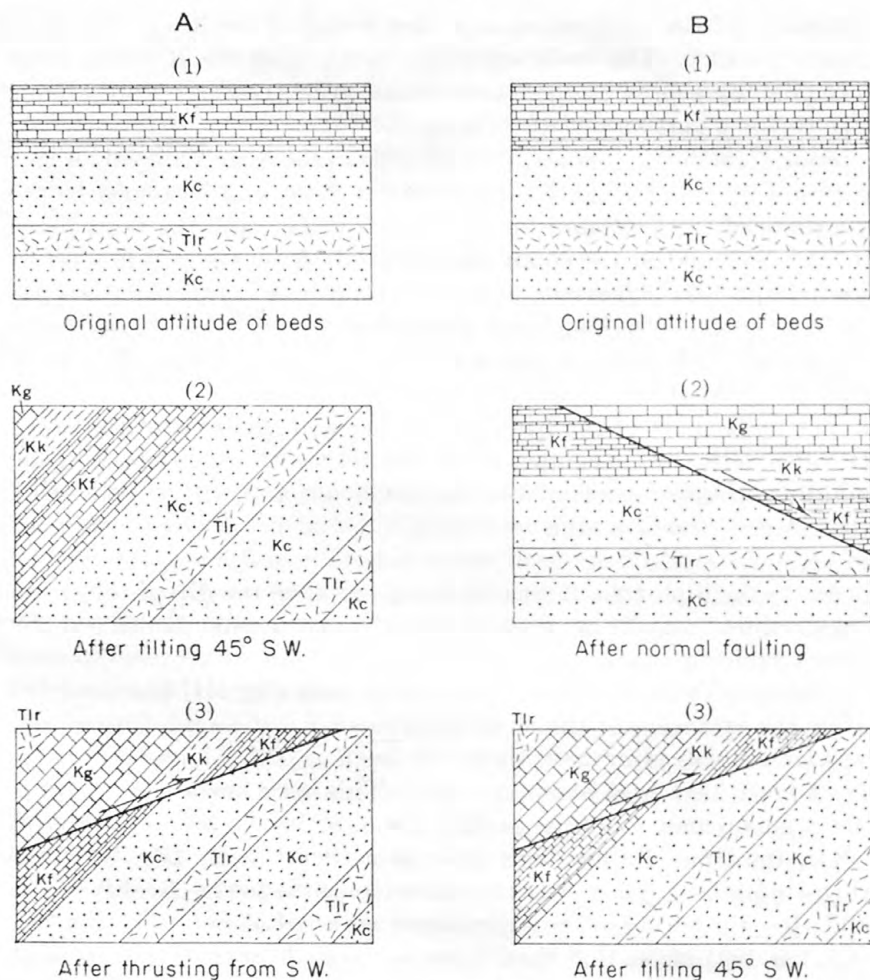 A
B
(1)
(1)
Kf
Kf
Kc
Kc
Tlr
Tlr
Kc
Kc
Original attitude of beds
Original attitude of beds
(2)
(2)
Kg
Kk
Kf
Kc
Tlr
Kc
Tlr
Kc
Kf
Kg
Kk
Kf
Kc
Tlr
Kc
After tilting 45° S W.
After normal faulting
(3)
(3)
Tlr
Kg
Kk
Kf
Kf
Kc
Tlr
Kc
Tlr
Kc
Tlr
Kg
Kk
Kf
Kf
Kc
Tlr
Kc
Tlr
Kc
After thrusting from S W.
After tilting 45° S. W.